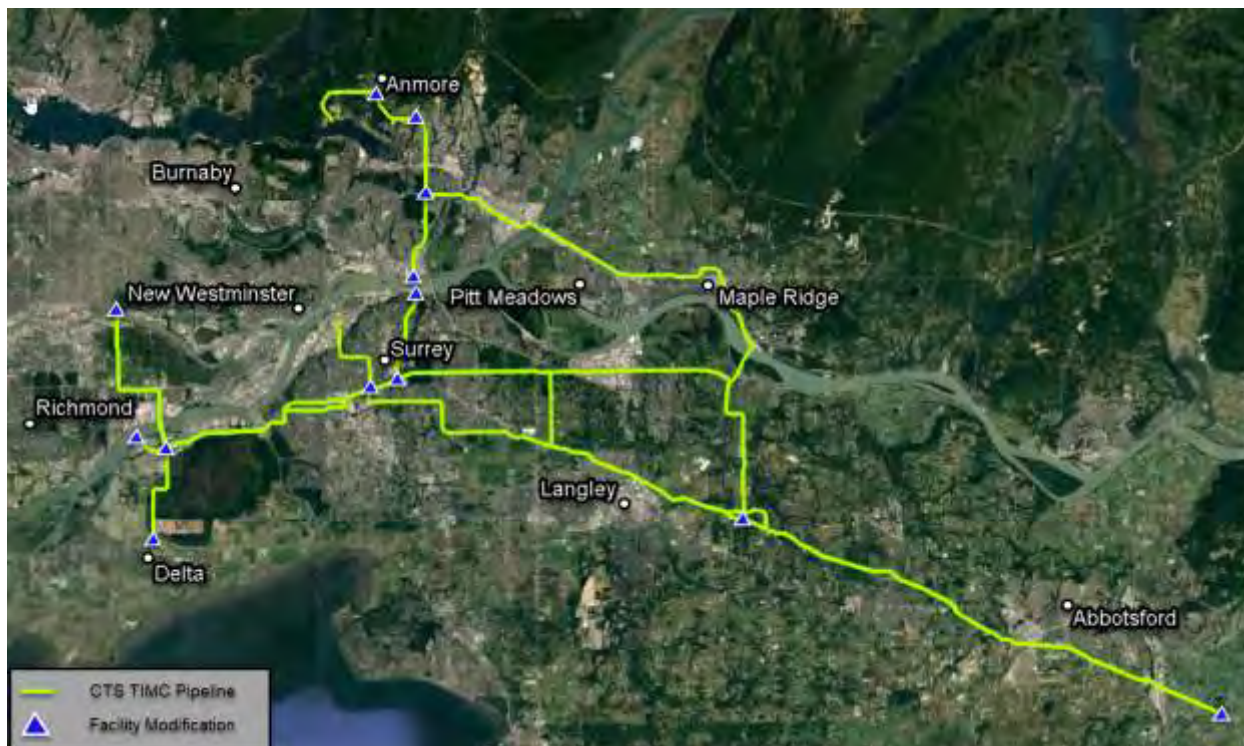 Anmore
Burnaby
New Westminster
Pitt Meadows
Maple Ridge
Surrey
Richmond
Langley
Delta
Abbotsford
CTS TIMC Pipeline
Facility Modification